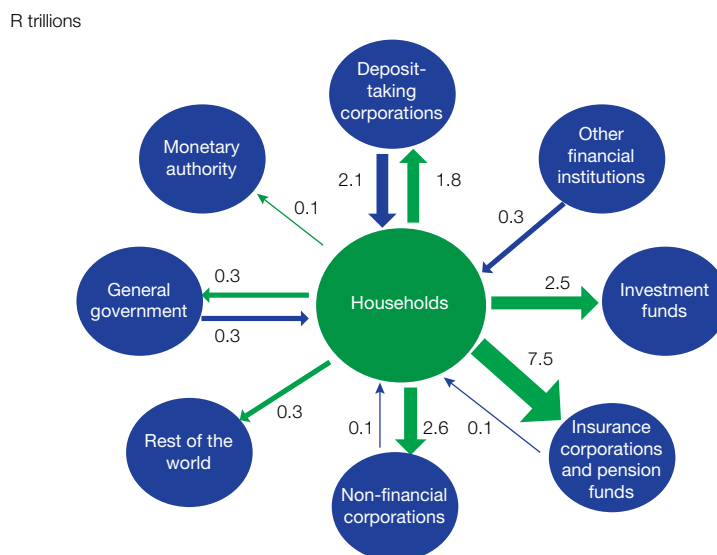 R trillions
Deposit-
taking
corporations
Monetary
authority
Other
financial
institutions
2.1
1.8
0.1
0.3
General
government
0.3
0.3
Households
2.5
Investment
funds
7.5
Rest of the
world
0.3
0.1
2.6
0.1
Insurance
corporations
and pension
funds
Non-financial
corporations